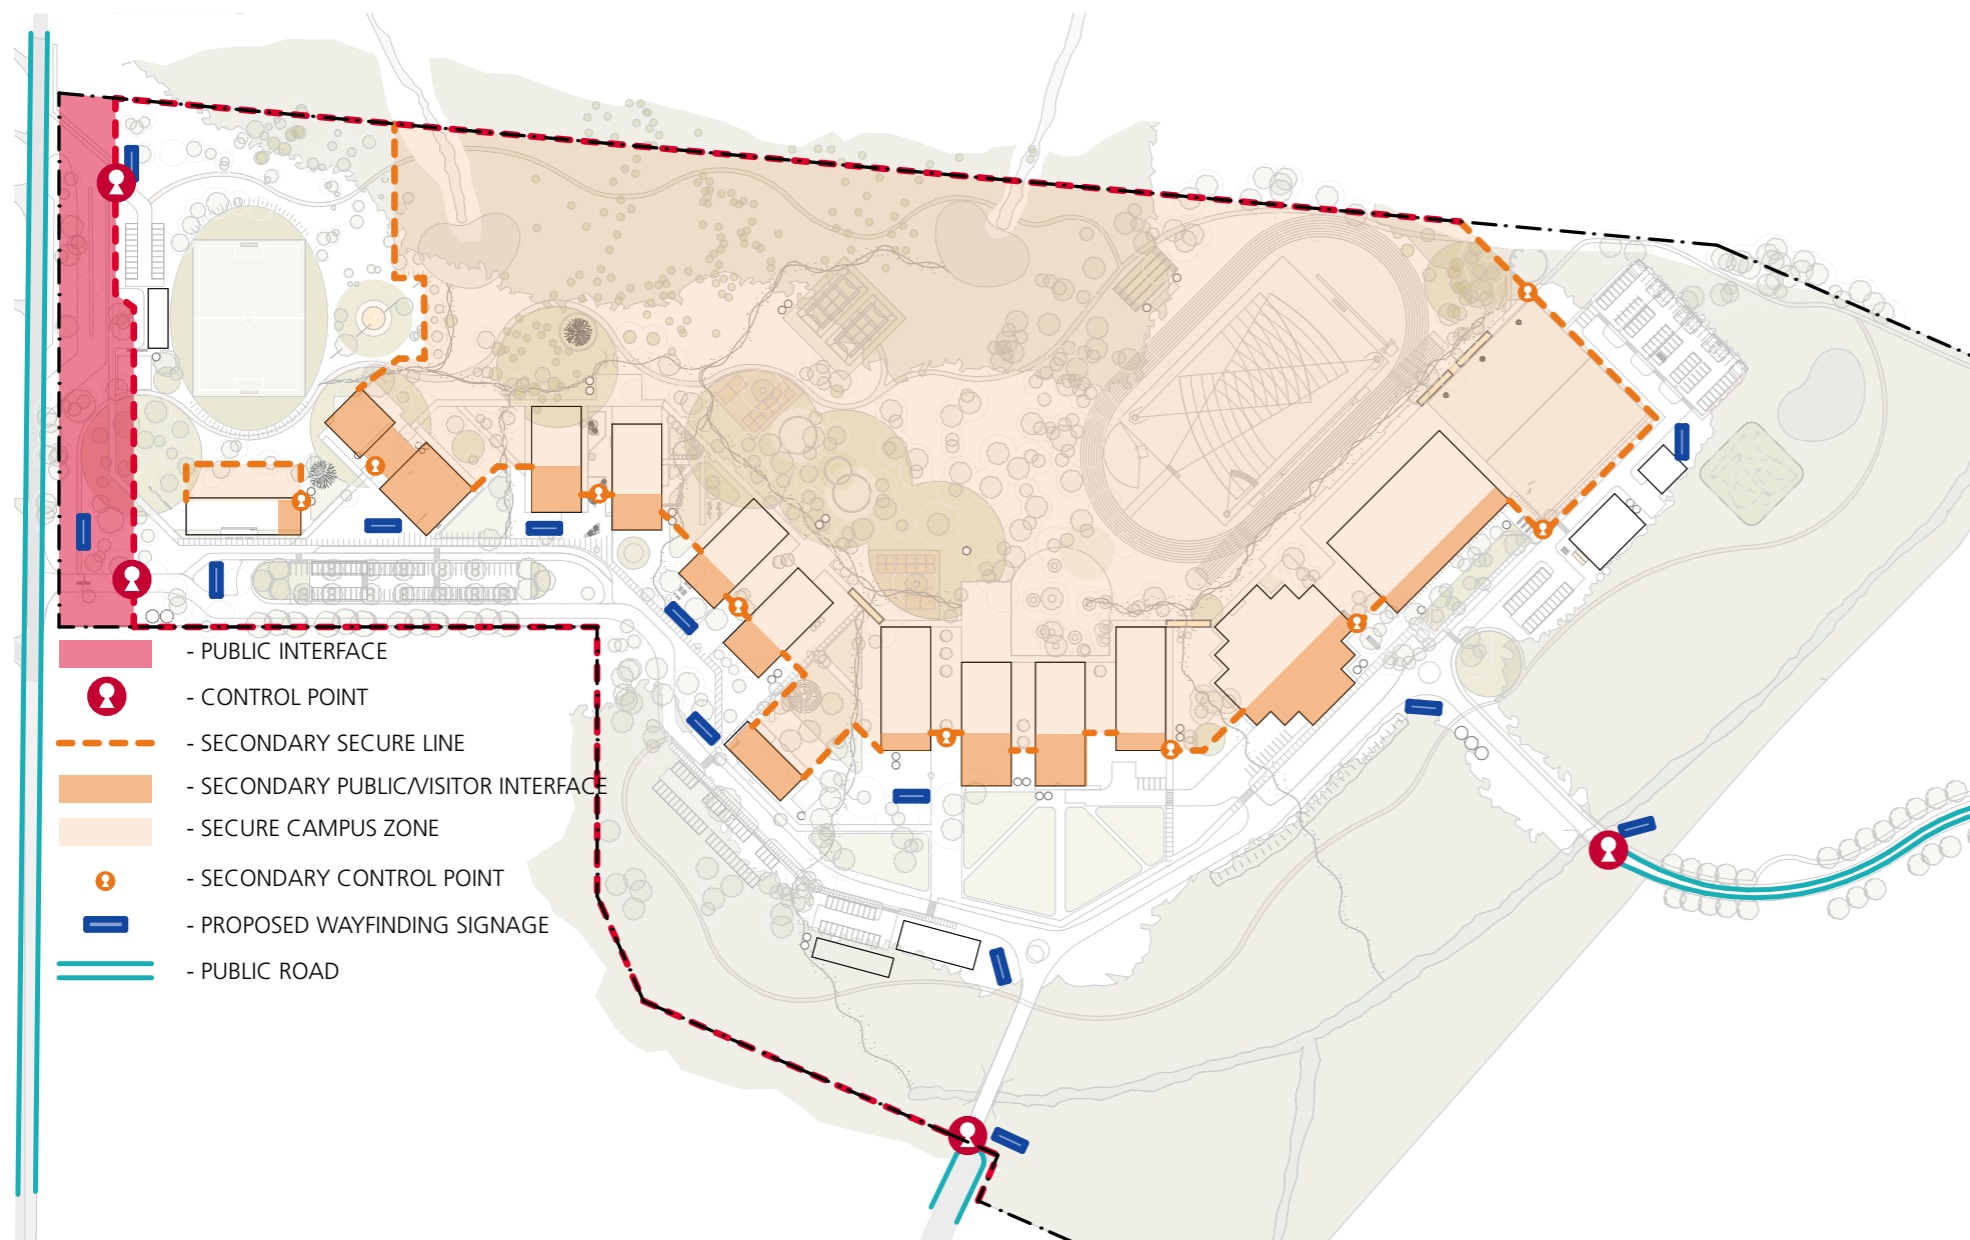 - PUBLIC INTERFACE
- CONTROL POINT
- SECONDARY SECURE LINE
- SECONDARY PUBLIC/VISITOR INTERFACE
- SECURE CAMPUS ZONE
- SECONDARY CONTROL POINT
- PROPOSED WAYFINDING SIGNAGE
- PUBLIC ROAD